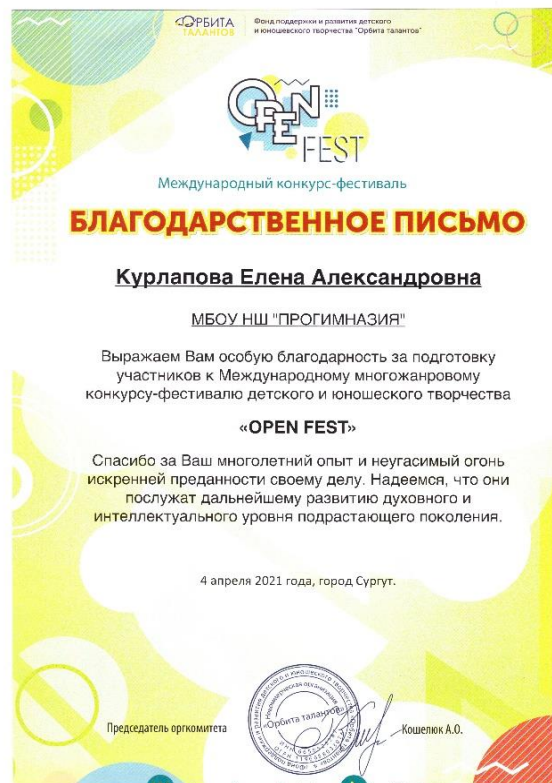 ОРБИТА
ТАЛАНТОВ
Фонд поддержки и развития детского
и юношевского творчества "Орбита талантов"
OPEN
FEST
Международный конкурс-фестиваль
БЛАГОДАРСТВЕННОЕ ПИСЬМО
Курлапова Елена Александровна
МБОУ НШ "ПРОГИМНАЗИЯ"
Выражаем Вам особую благодарность за подготовку
участников к Международному многожанровому
конкурсу-фестивалю детского и юношеского творчества
«OPEN FEST»
Спасибо за Ваш многолетний опыт и неугасимый огонь
искренней преданности своему делу. Надеемся, что они
послужат дальнейшему развитию духовного и
интеллектуального уровня подрастающего поколения.
4 апреля 2021 года, город Сургут.
«Орбита талантов»
Председатель оргкомитета
Кошелюк А.О.